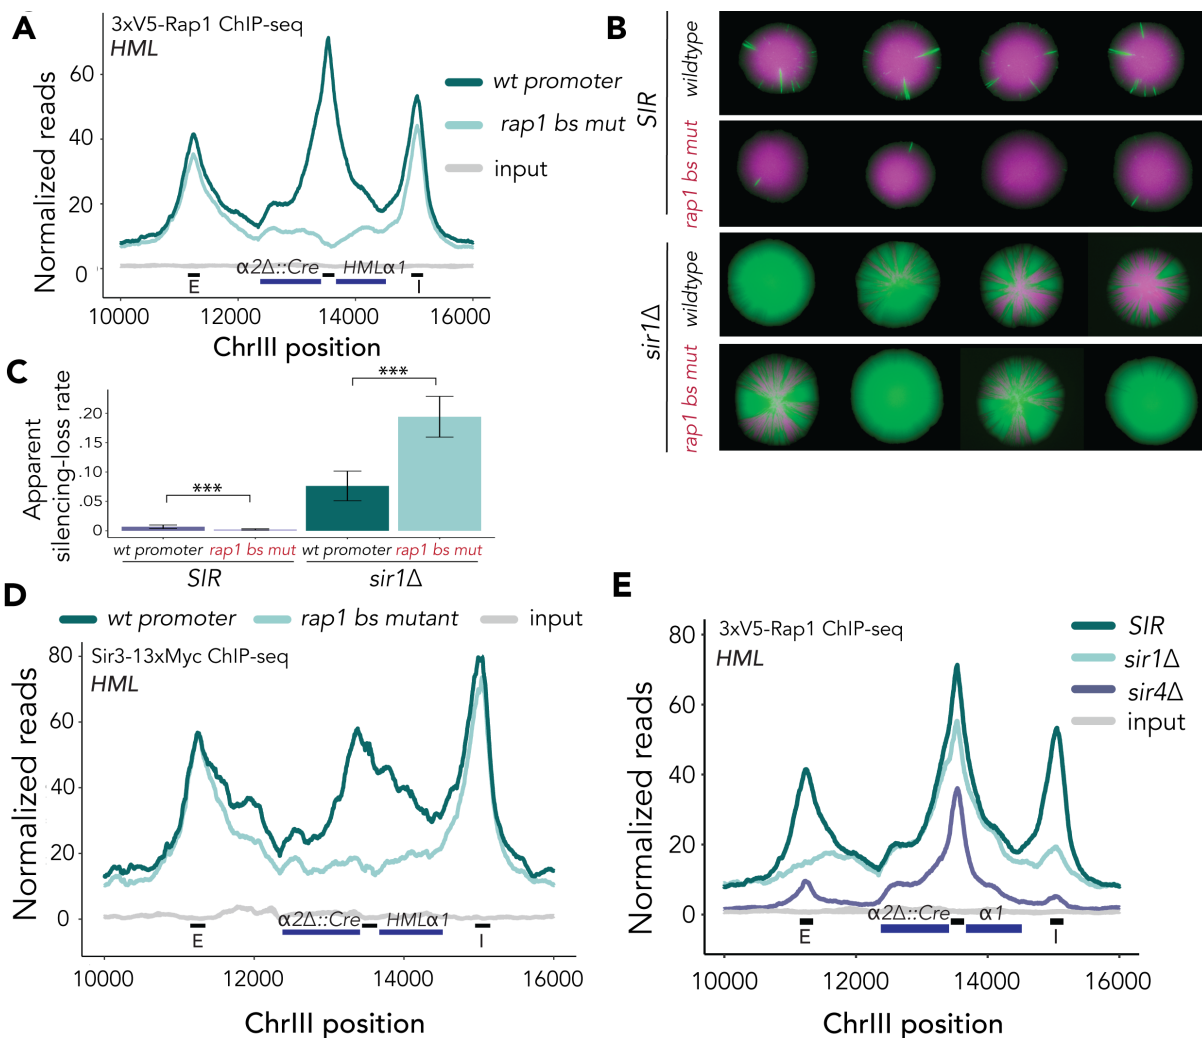 A
3xV5-Rap1 ChIP-seq
HML
wt promoter
rap1 bs mut
input
Normalized reads
60
40
20
0
α2Δ::Cre
HMLα1
E
I
10000
12000
14000
16000
ChrIII position
B
SIR
wildtype
rap1 bs mut
sir1Δ
wildtype
rap1 bs mut
C
Apparent
silencing-loss rate
.20
.15
.10
.05
0
***
***
wt promoter
rap1 bs mut
wt promoter
rap1 bs mut
SIR
sir1Δ
D
wt promoter
rap1 bs mutant
input
Sir3-13xMyc ChIP-seq
HML
Normalized reads
80
60
40
20
0
α2Δ::Cre
HMLα1
E
I
10000
12000
14000
16000
ChrIII position
E
3xV5-Rap1 ChIP-seq
HML
SIR
sir1Δ
sir4Δ
input
Normalized reads
80
60
40
20
0
α2Δ::Cre
α1
E
I
10000
12000
14000
16000
ChrIII position